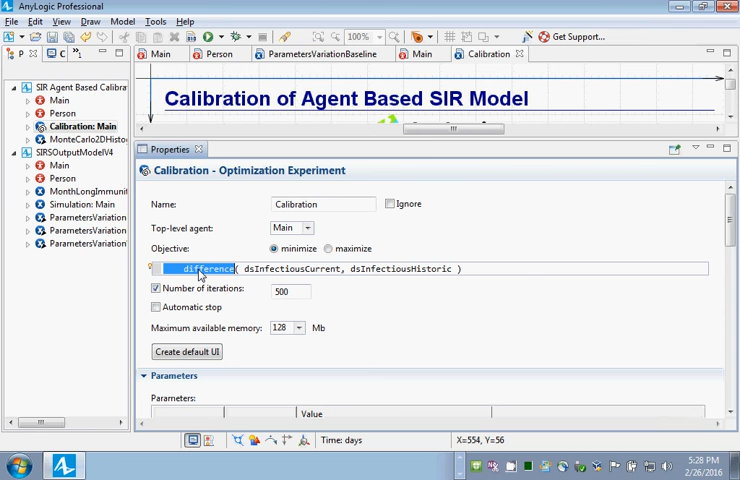 AnyLogic Professional
File Edit View Draw Model Tools Help
100% Get Support...
P C Main Person ParametersVariationBaseline Main Calibration
SIR Agent Based Calibrat
Main
Person
Calibration: Main
MonteCarlo2DHisto
SIRSOutputModelV4
Main
Person
MonthLongImmunit
Simulation: Main
ParametersVariation
ParametersVariation
ParametersVariation
Calibration of Agent Based SIR Model
Properties
Calibration - Optimization Experiment
Name: Calibration Ignore
Top-level agent: Main
Objective: minimize maximize
difference( dsInfectiousCurrent, dsInfectiousHistoric )
Number of iterations: 500
Automatic stop
Maximum available memory: 128 Mb
Create default UI
Parameters
Parameters:
Value
Time: days X=554, Y=56
5:28 PM
2/26/2016